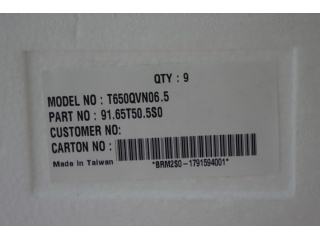 QTY : 9
MODEL NO : T650QVN06.5
PART NO : 91.65T50.5S0
CUSTOMER NO:
CARTON NO :
Made in Taiwan
*BRM2S0-1791594001*